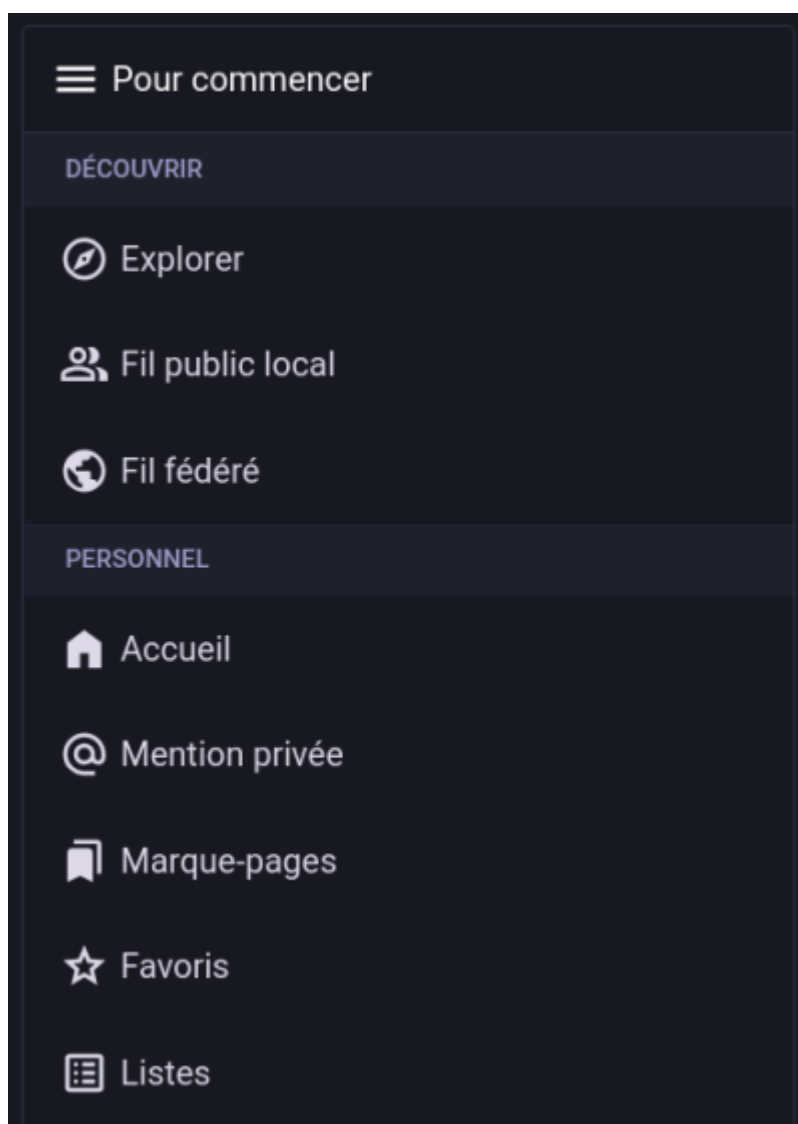 Pour commencer
DÉCOUVRIR
Explorer
Fil public local
Fil fédéré
PERSONNEL
Accueil
Mention privée
Marque-pages
Favoris
Listes